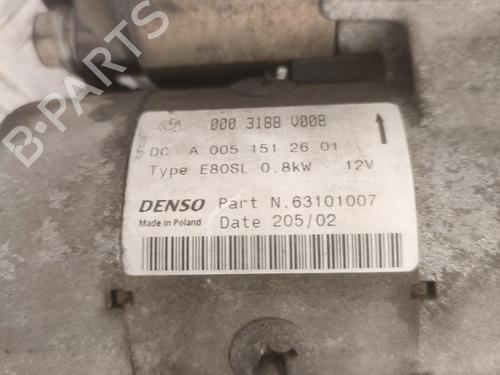 000 3188 V008
DC A 005 151 26 01
Type E80SL 0.8kW 12V
DENSO Part N.63101007
Made in Poland Date 205/02
B-PARTS